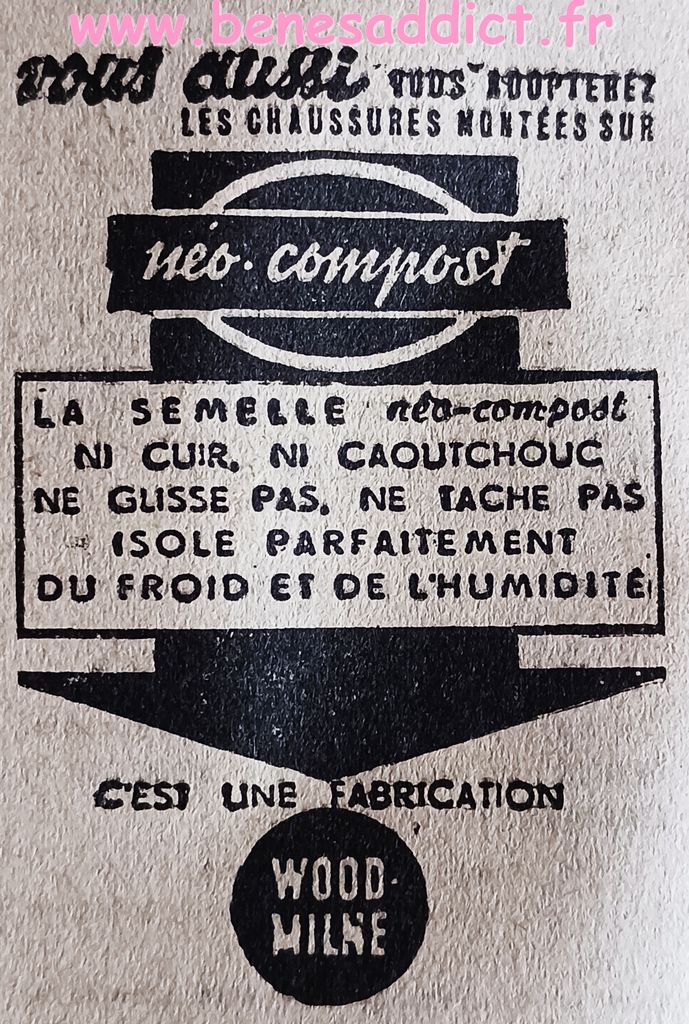 www.benesaddict.fr
vous aussi VOUS ADOPTEREZ
LES CHAUSSURES MONTÉES SUR
néo-compost
LA SEMELLE néo-compost
NI CUIR, NI CAOUTCHOUC
NE GLISSE PAS, NE TACHE PAS
ISOLE PARFAITEMENT
DU FROID ET DE L'HUMIDITÉ
C'EST UNE FABRICATION
WOOD-
MILNE